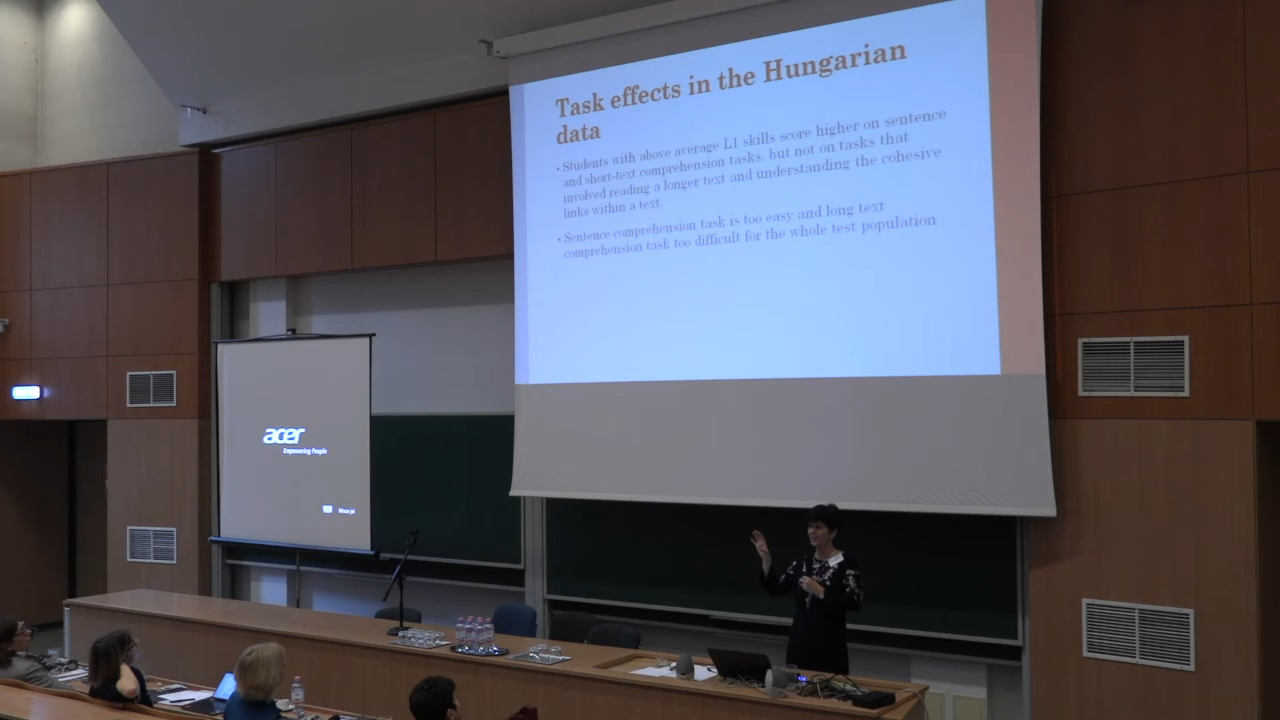 Task effects in the Hungarian
data
• Students with above average L1 skills score higher on sentence
and short-text comprehension tasks, but not on tasks that
involved reading a longer text and understanding the cohesive
links within a text.
• Sentence comprehension task is too easy and long text
comprehension task too difficult for the whole test population
acer
Empowering People
Nincs jel